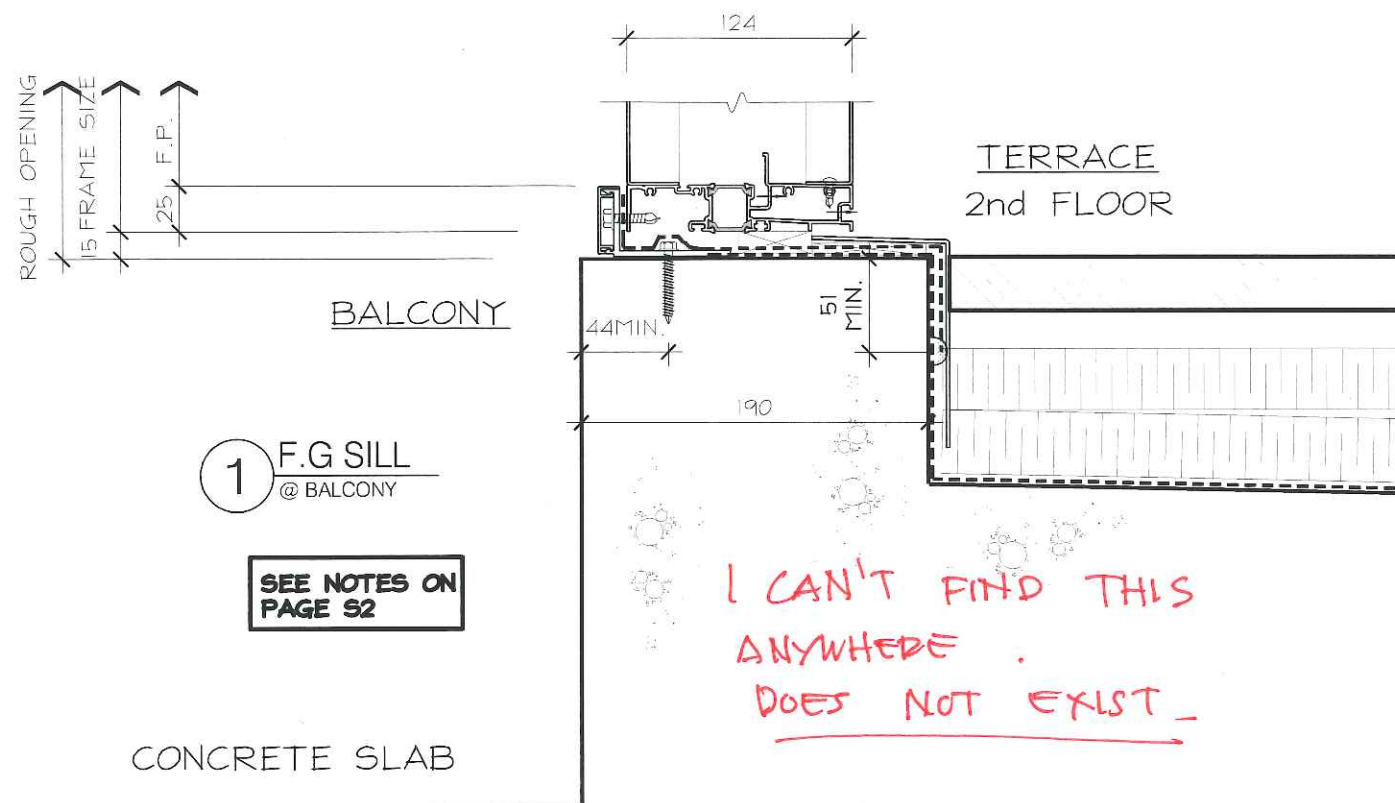 124
ROUGH OPENING
15 FRAME SIZE
25 F.P.
TERRACE
2nd FLOOR
BALCONY
44MIN.
51
MIN.
190
1
F.G SILL
@ BALCONY
SEE NOTES ON
PAGE S2
I CAN'T FIND THIS
ANYWHERE.
DOES NOT EXIST_
CONCRETE SLAB